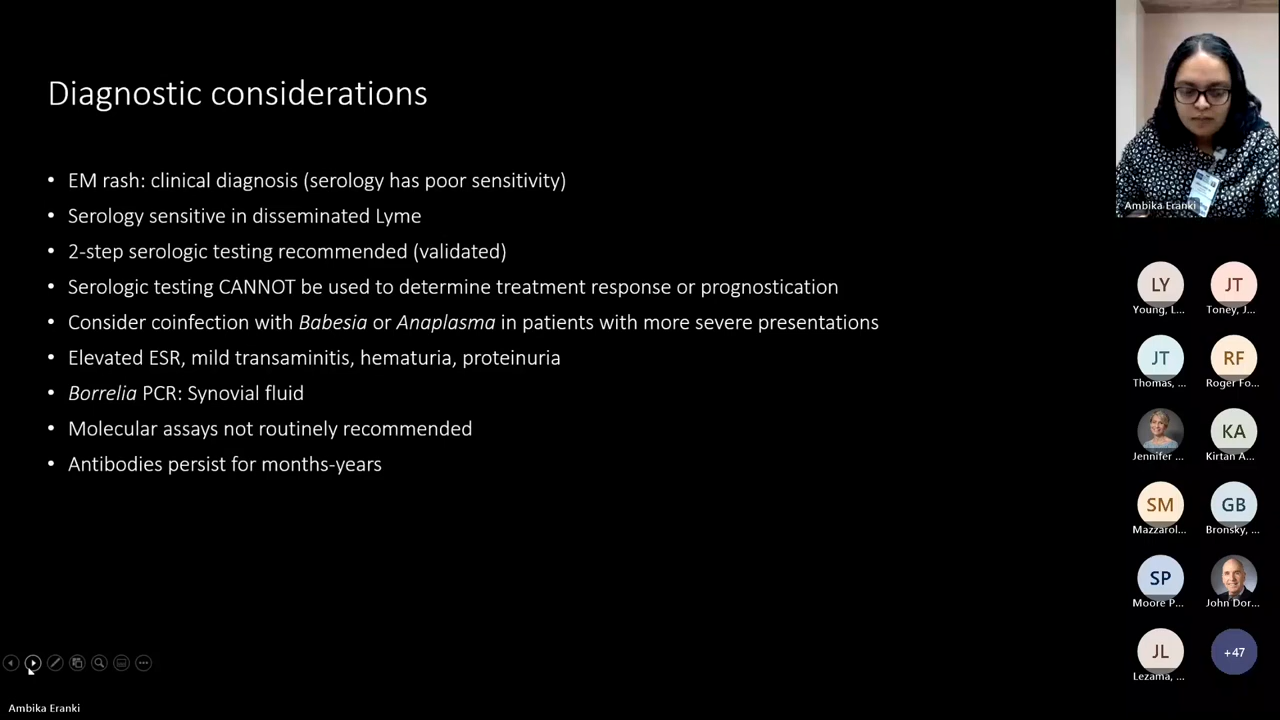 Diagnostic considerations
• EM rash: clinical diagnosis (serology has poor sensitivity)
• Serology sensitive in disseminated Lyme
• 2-step serologic testing recommended (validated)
• Serologic testing CANNOT be used to determine treatment response or prognostication
• Consider coinfection with Babesia or Anaplasma in patients with more severe presentations
• Elevated ESR, mild transaminitis, hematuria, proteinuria
• Borrelia PCR: Synovial fluid
• Molecular assays not routinely recommended
• Antibodies persist for months-years
Ambika Eranki
LY
JT
Young, L...
Toney, J...
JT
RF
Thomas, ...
Roger Fo...
KA
Jennifer ...
Kirtan A...
SM
GB
Mazzarol...
Bronsky, ...
SP
Moore P...
John Dor...
JL
+47
Lezama, ...
Ambika Eranki